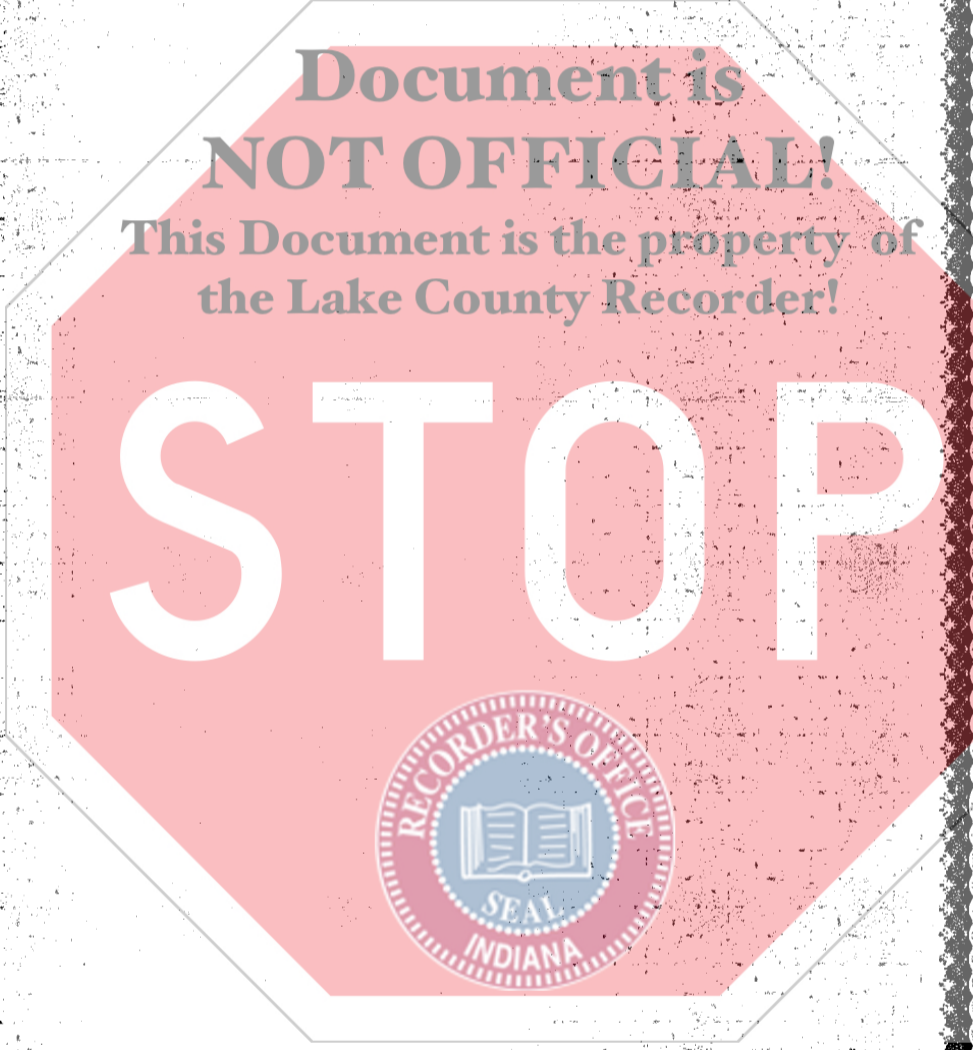 Document is
NOT OFFICIAL!
This Document is the property of
the Lake County Recorder!
STOP
RECORDER'S OFFICE
SEAL
INDIANA